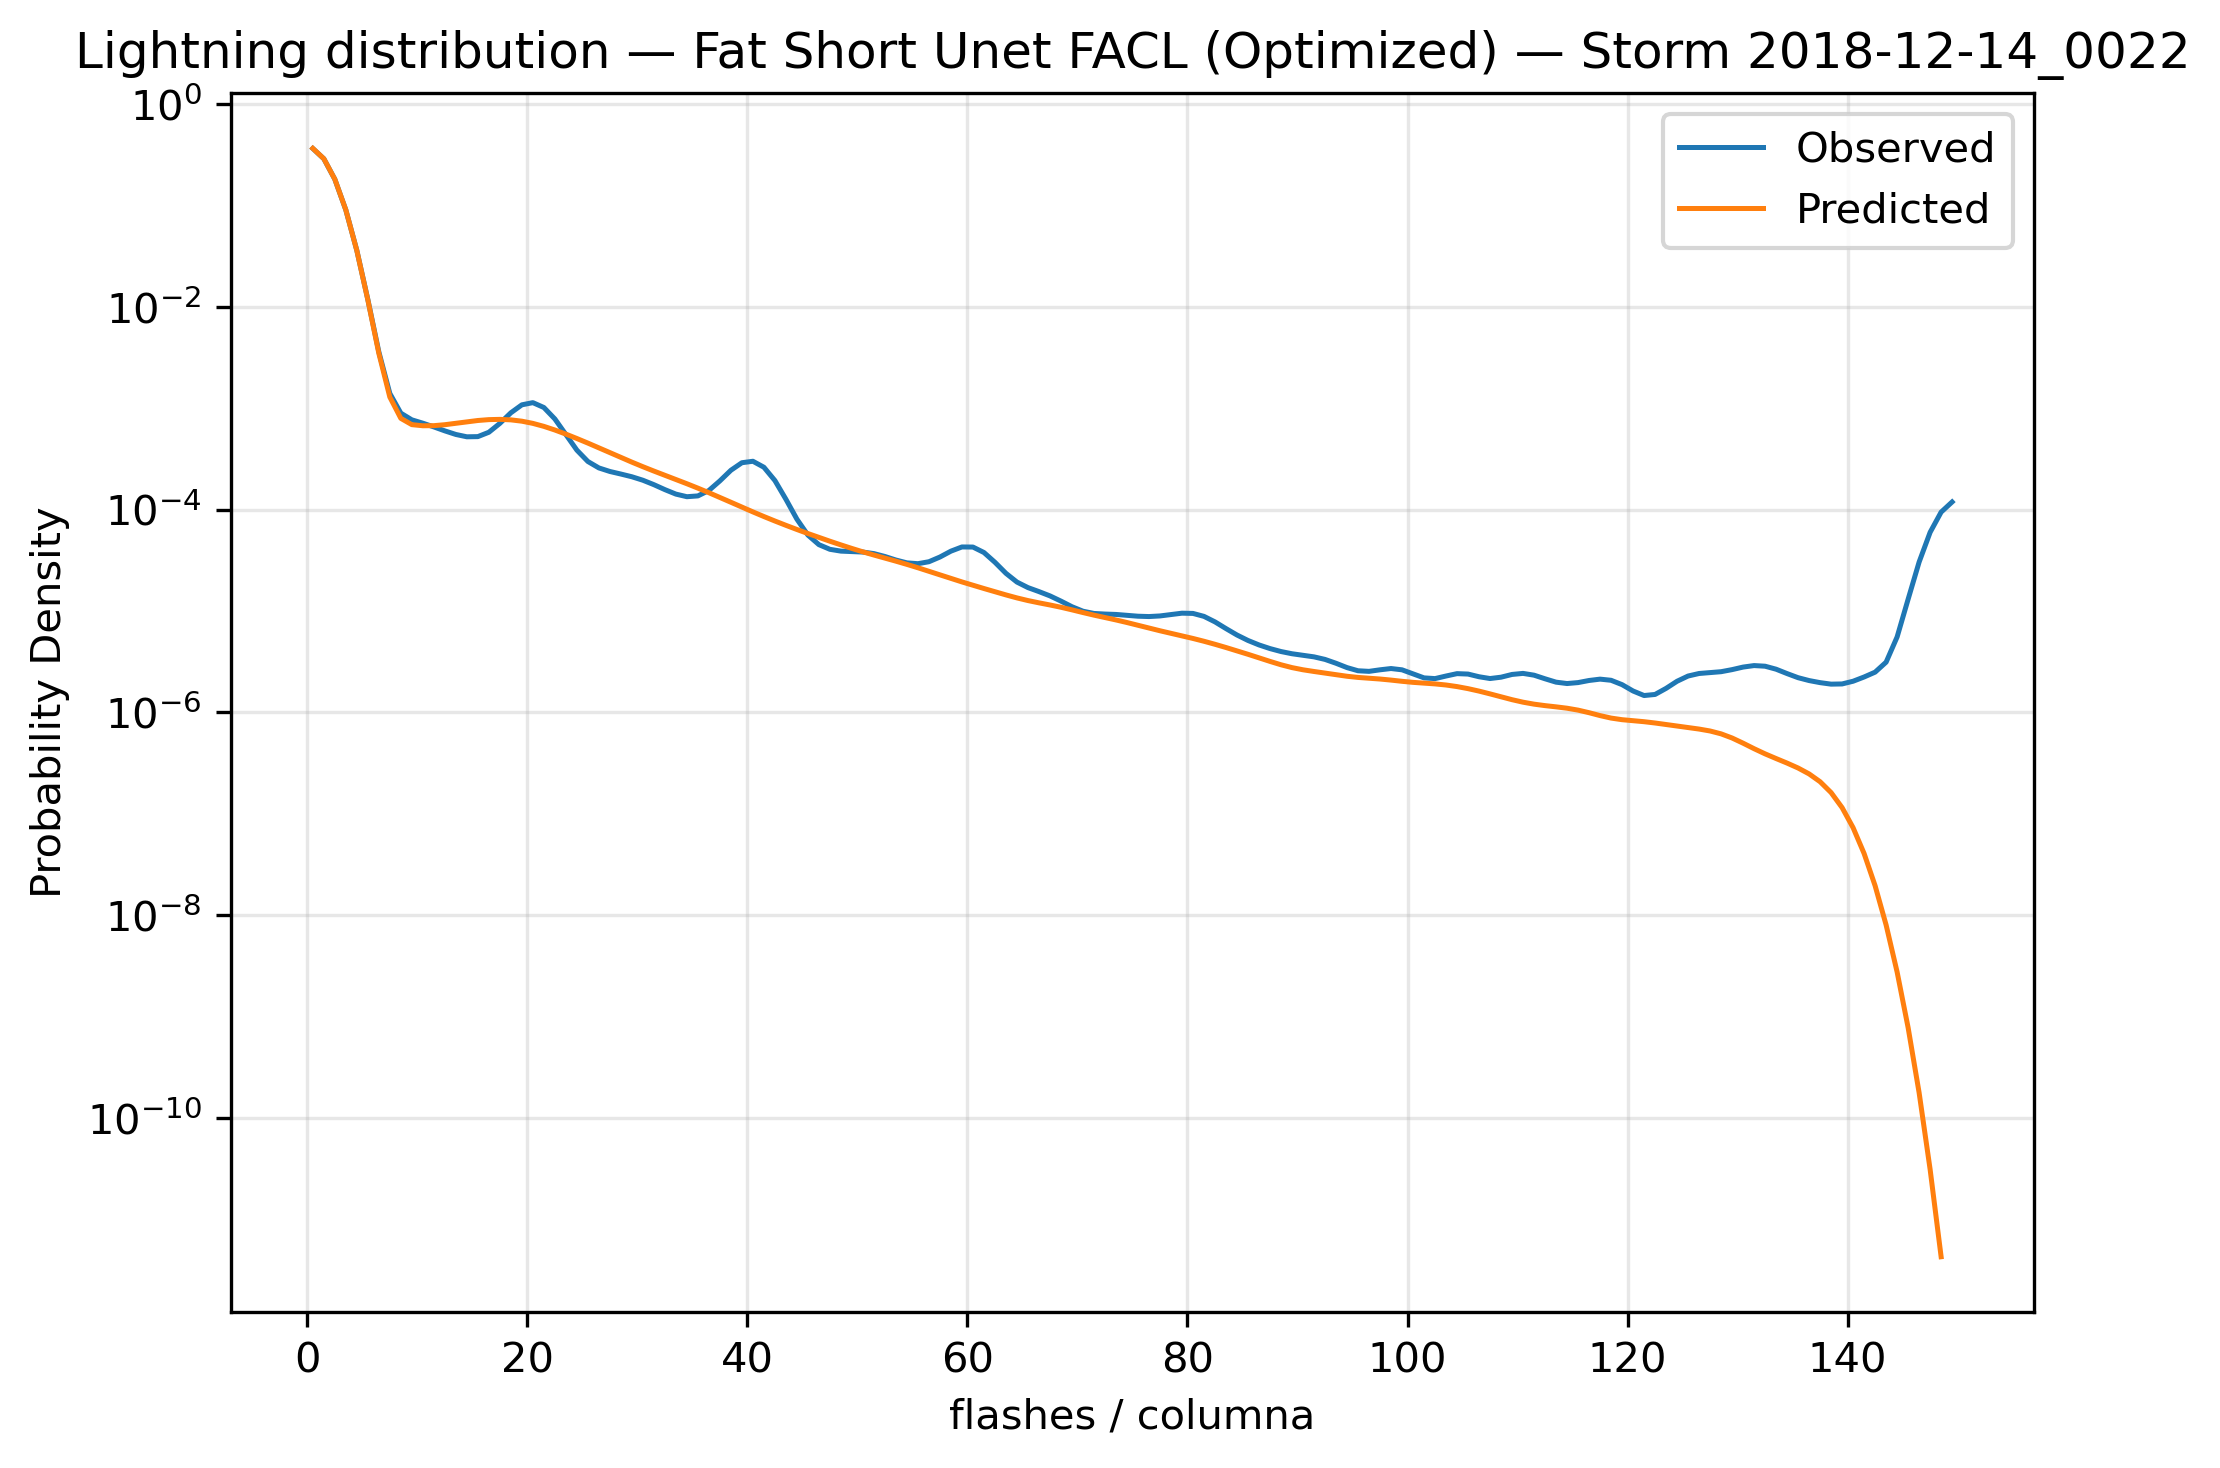 Lightning distribution — Fat Short Unet FACL (Optimized) — Storm 2018-12-14_0022
10⁰
10⁻²
10⁻⁴
10⁻⁶
10⁻⁸
10⁻¹⁰
Probability Density
Observed
Predicted
0 20 40 60 80 100 120 140
flashes / columna